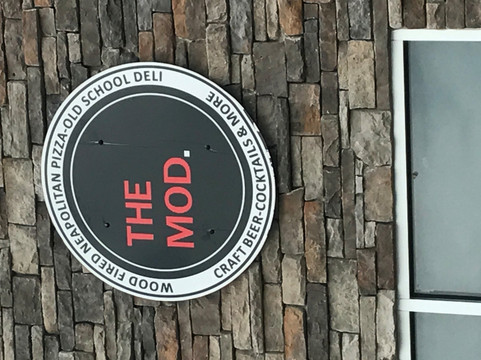 WOOD FIRED NEAPOLITAN PIZZA-OLD SCHOOL DELI
THE
MOD.
CRAFT BEER-COCKTAILS & MORE